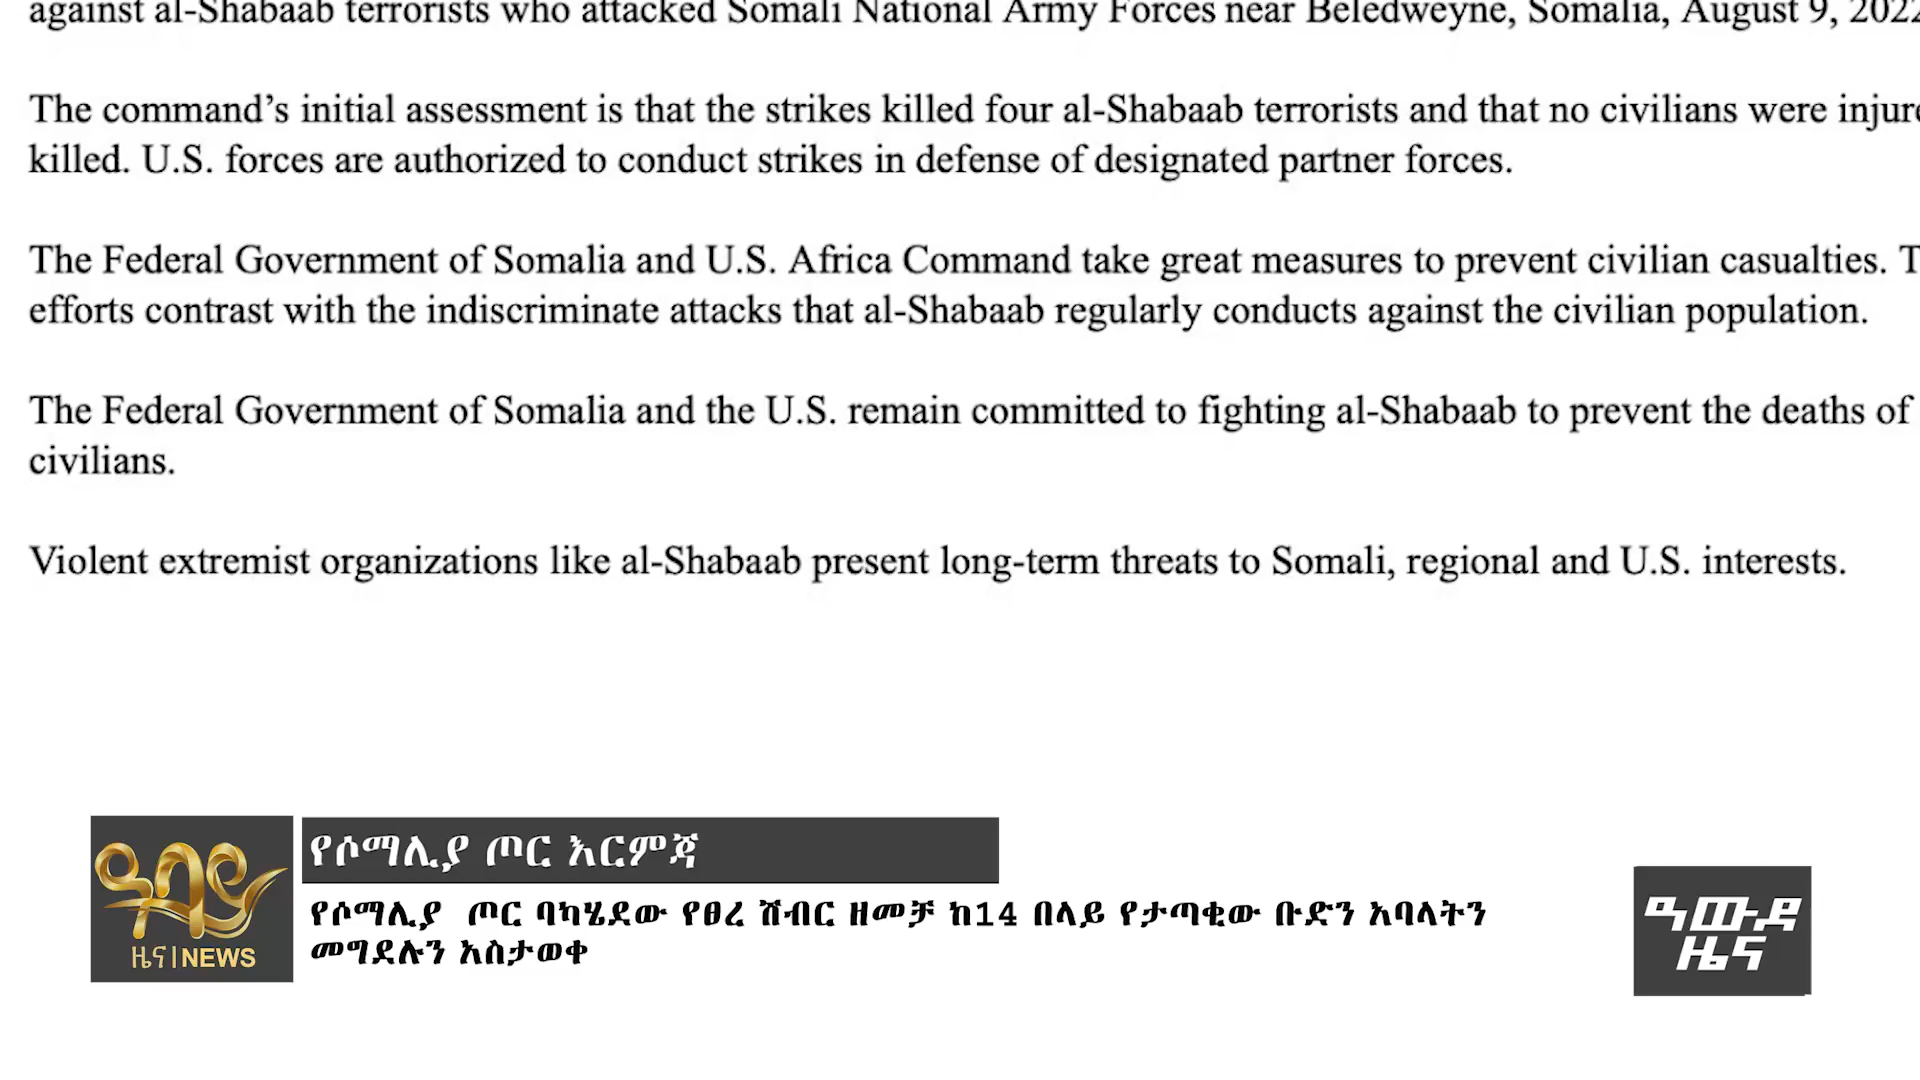 against al-Shabaab terrorists who attacked Somali National Army Forces near Beledweyne, Somalia, August 9, 2022
The command’s initial assessment is that the strikes killed four al-Shabaab terrorists and that no civilians were injure
killed. U.S. forces are authorized to conduct strikes in defense of designated partner forces.
The Federal Government of Somalia and U.S. Africa Command take great measures to prevent civilian casualties. T
efforts contrast with the indiscriminate attacks that al-Shabaab regularly conducts against the civilian population.
The Federal Government of Somalia and the U.S. remain committed to fighting al-Shabaab to prevent the deaths of
civilians.
Violent extremist organizations like al-Shabaab present long-term threats to Somali, regional and U.S. interests.
የሶማሊያ ጦር እርምጃ
የሶማሊያ ጦር ባካሄደው የፀረ ሽብር ዘመቻ ከ14 በላይ የታጣቂው ቡድን አባላትን
መግደሉን አስታወቀ
ዓባይ
ዜና|NEWS
ዓውደ
ዜና